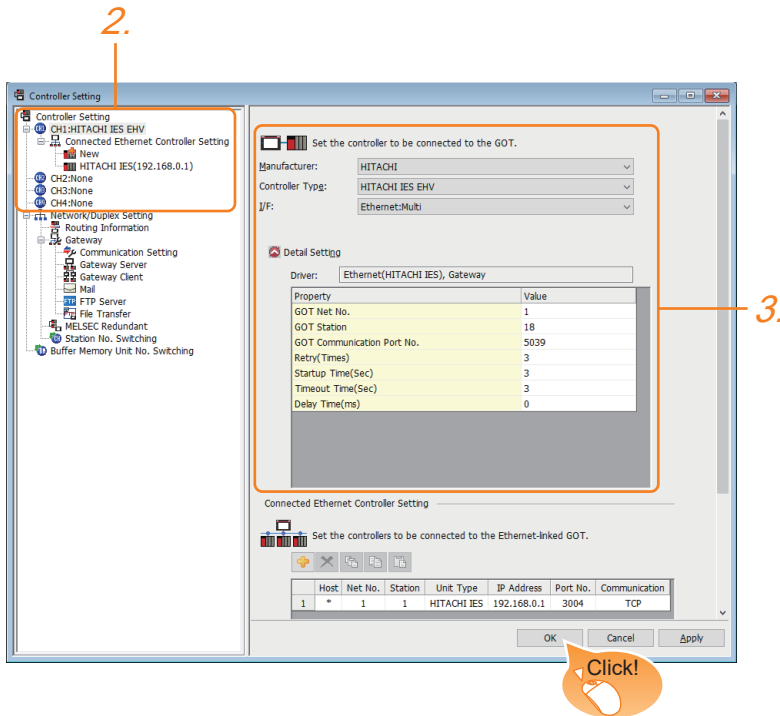 2.
Controller Setting
Controller Setting
CH1:HITACHI IES EHV
Connected Ethernet Controller Setting
New
HITACHI IES(192.168.0.1)
CH2:None
CH3:None
CH4:None
Network/Duplex Setting
Routing Information
Gateway
Communication Setting
Gateway Server
Gateway Client
Mail
FTP Server
File Transfer
MELSEC Redundant
Station No. Switching
Buffer Memory Unit No. Switching
Set the controller to be connected to the GOT.
Manufacturer: HITACHI
Controller Type: HITACHI IES EHV
I/F: Ethernet:Multi
Detail Setting
Driver: Ethernet(HITACHI IES), Gateway
Property Value
GOT Net No. 1
GOT Station 18
GOT Communication Port No. 5039
Retry(Times) 3
Startup Time(Sec) 3
Timeout Time(Sec) 3
Delay Time(ms) 0
3.
Connected Ethernet Controller Setting
Set the controllers to be connected to the Ethernet-linked GOT.
Host Net No. Station Unit Type IP Address Port No. Communication
1 * 1 1 HITACHI IES 192.168.0.1 3004 TCP
OK Cancel Apply
Click!